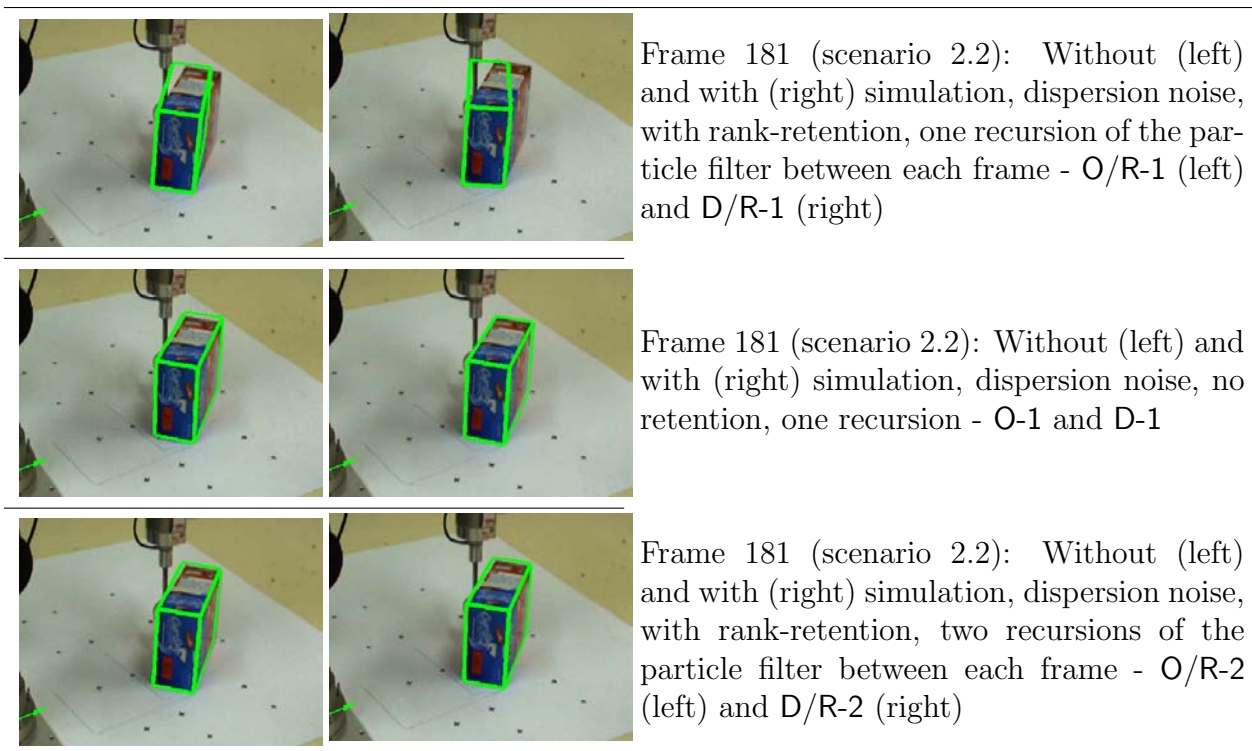 Frame 181 (scenario 2.2): Without (left)
and with (right) simulation, dispersion noise,
with rank-retention, one recursion of the par-
ticle filter between each frame - O/R-1 (left)
and D/R-1 (right)
Frame 181 (scenario 2.2): Without (left) and
with (right) simulation, dispersion noise, no
retention, one recursion - O-1 and D-1
Frame 181 (scenario 2.2): Without (left)
and with (right) simulation, dispersion noise,
with rank-retention, two recursions of the
particle filter between each frame - O/R-2
(left) and D/R-2 (right)